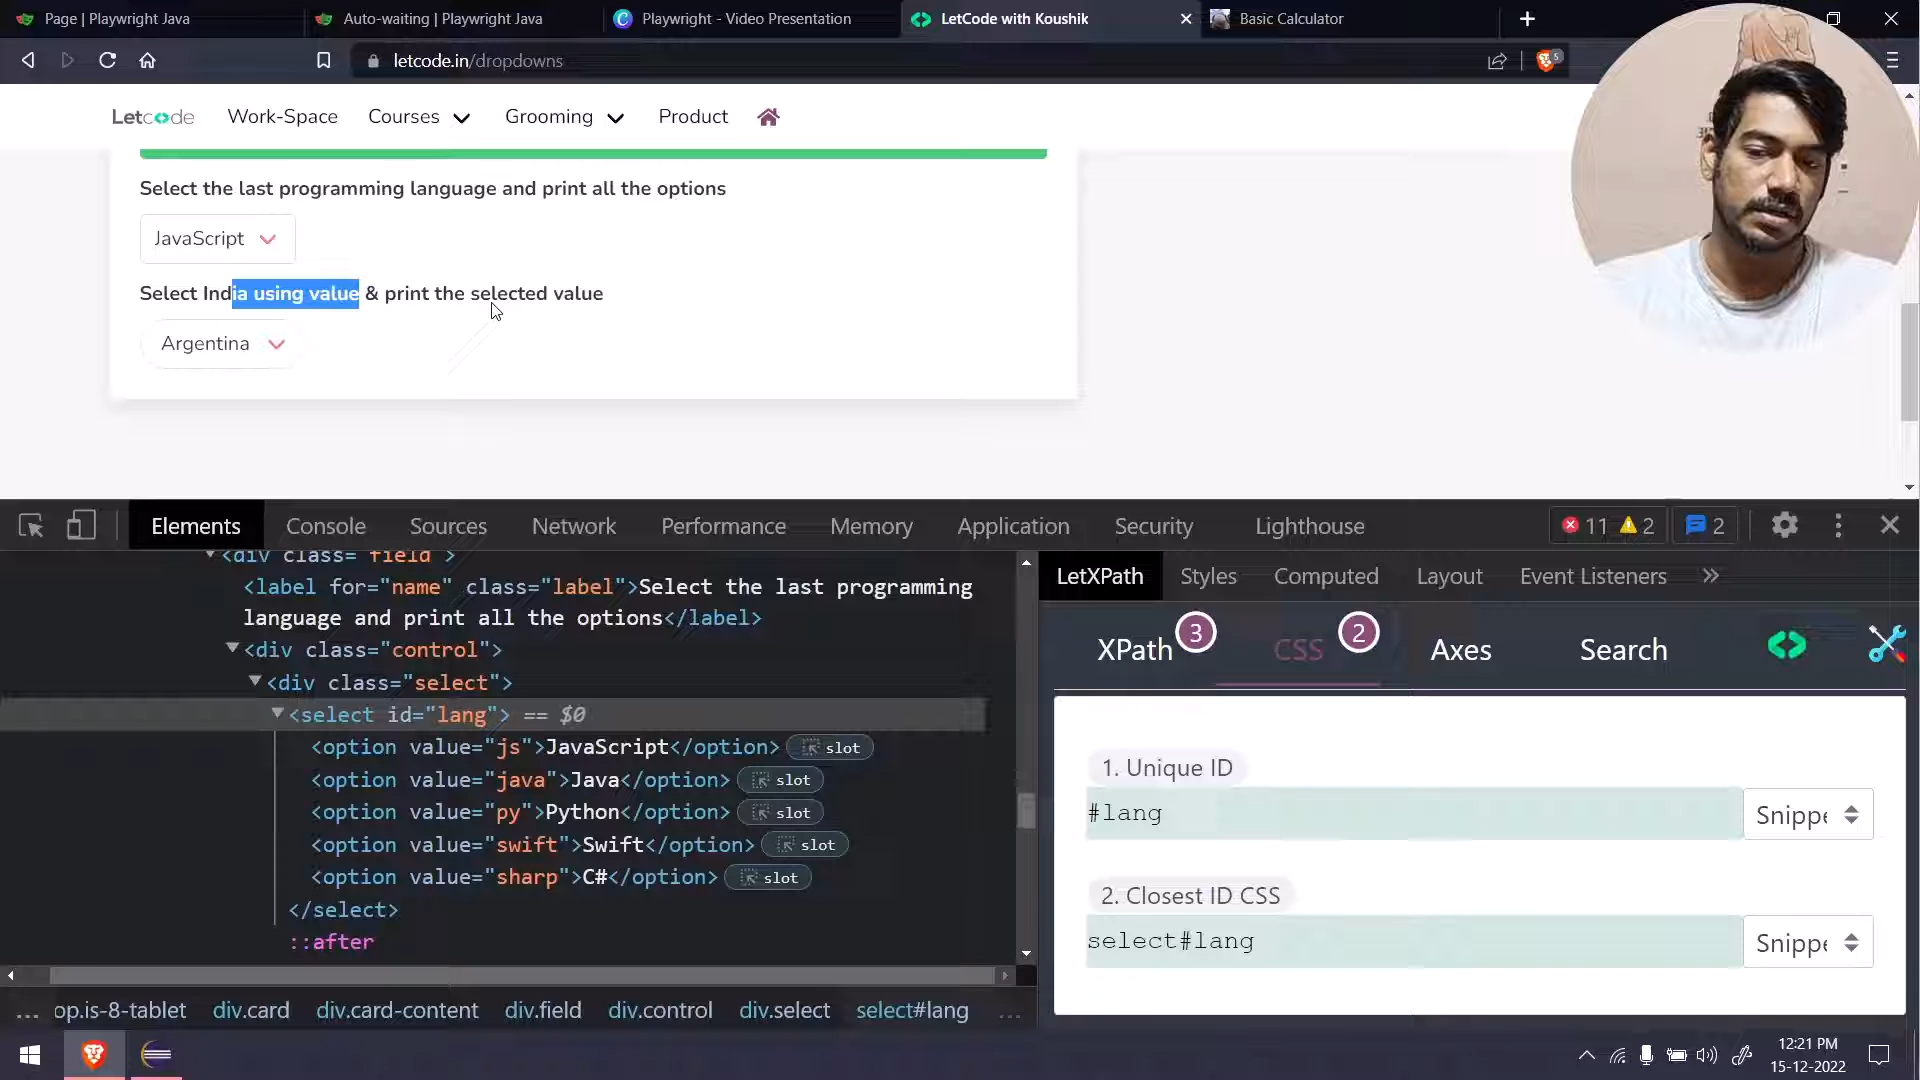 Page | Playwright Java
Auto-waiting | Playwright Java
Playwright - Video Presentation
LetCode with Koushik
Basic Calculator
letcode.in/dropdowns
5
Letcode
Work-Space
Courses
Grooming
Product
Select the last programming language and print all the options
JavaScript
Select India using value & print the selected value
Argentina
Elements
Console
Sources
Network
Performance
Memory
Application
Security
Lighthouse
11
2
2
<div class="field">
<label for="name" class="label">Select the last programming
language and print all the options</label>
<div class="control">
<div class="select">
<select id="lang"> == $0
<option value="js">JavaScript</option> slot
<option value="java">Java</option> slot
<option value="py">Python</option> slot
<option value="swift">Swift</option> slot
<option value="sharp">C#</option> slot
</select>
::after
... op.is-8-tablet div.card div.card-content div.field div.control div.select select#lang ...
LetXPath
Styles
Computed
Layout
Event Listeners
XPath 3
CSS 2
Axes
Search
1. Unique ID
#lang
Snippe
2. Closest ID CSS
select#lang
Snippe
12:21 PM
15-12-2022